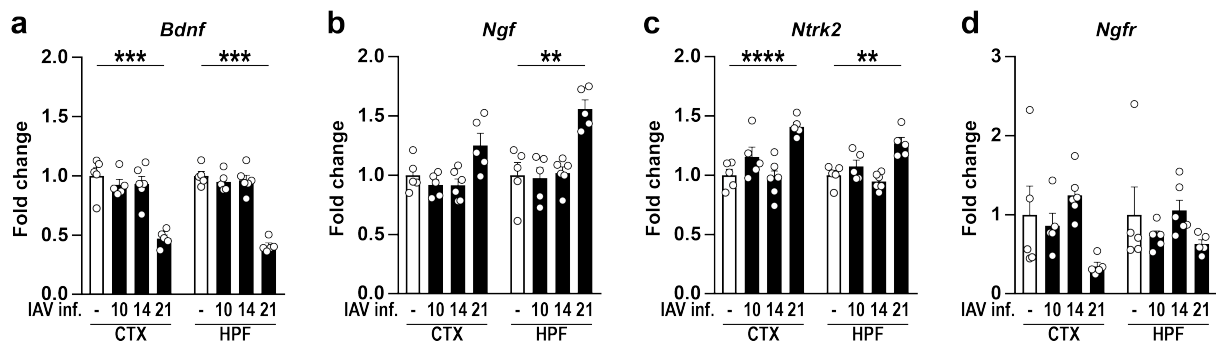 a Bdnf
2.0
1.5
1.0
0.5
0.0
Fold change
*** ***
IAV inf. - 10 14 21 - 10 14 21
CTX HPF
b Ngf
2.0
1.5
1.0
0.5
0.0
Fold change
**
IAV inf. - 10 14 21 - 10 14 21
CTX HPF
c Ntrk2
2.0
1.5
1.0
0.5
0.0
Fold change
**** **
IAV inf. - 10 14 21 - 10 14 21
CTX HPF
d Ngfr
3
2
1
0
Fold change
IAV inf. - 10 14 21 - 10 14 21
CTX HPF